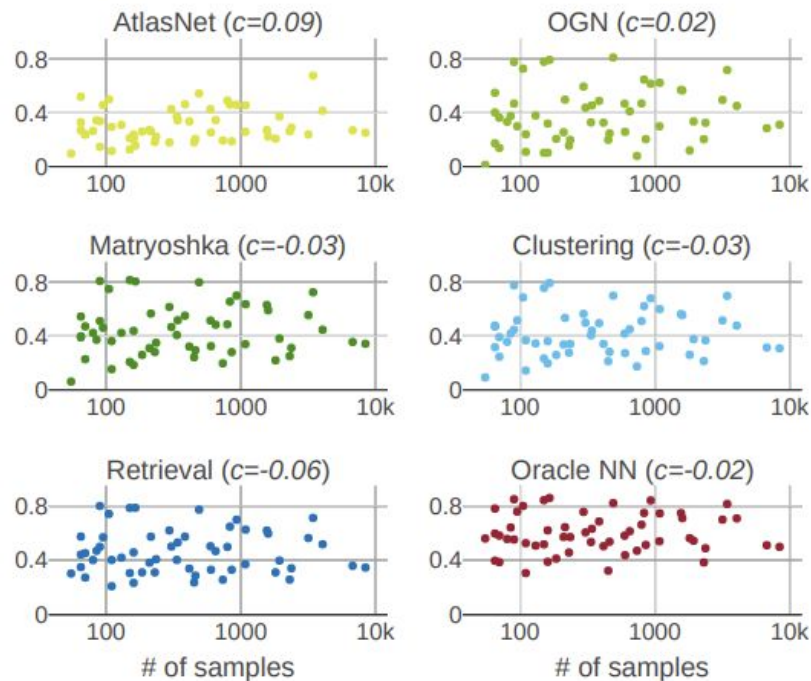 AtlasNet (c=0.09)
OGN (c=0.02)
0.8
0.4
0
100
1000
10k
0.8
0.4
0
100
1000
10k
Matryoshka (c=-0.03)
Clustering (c=-0.03)
0.8
0.4
0
100
1000
10k
0.8
0.4
0
100
1000
10k
Retrieval (c=-0.06)
Oracle NN (c=-0.02)
0.8
0.4
0
100
1000
10k
0.8
0.4
0
100
1000
10k
# of samples
# of samples